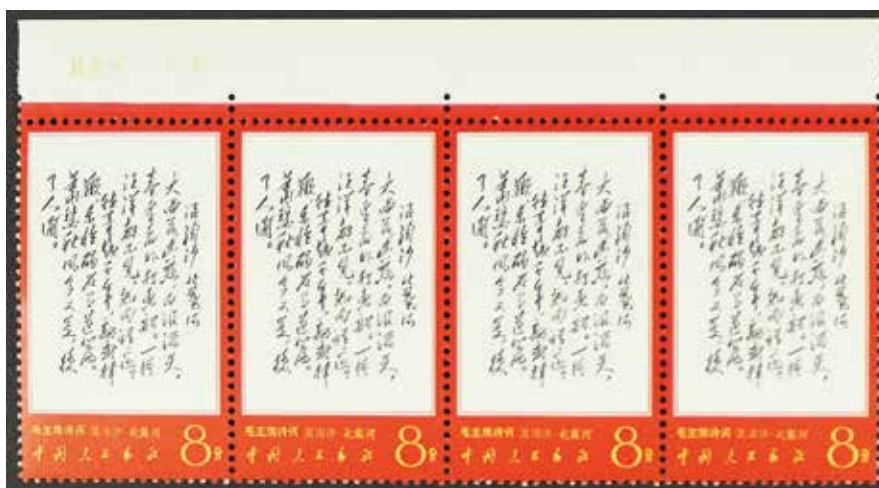 浪淘沙 北戴河
大雨落幽燕,白浪滔天,
秦皇岛外打鱼船。一片
汪洋都不见,知向谁边
往事越千年,魏武挥
鞭,东临碣石有遗篇。
萧瑟秋风今又是,换
了人间。
毛主席诗词 浪淘沙·北戴河
中国人民邮政 8分
浪淘沙 北戴河
大雨落幽燕,白浪滔天,
秦皇岛外打鱼船。一片
汪洋都不见,知向谁边
往事越千年,魏武挥
鞭,东临碣石有遗篇。
萧瑟秋风今又是,换
了人间。
毛主席诗词 浪淘沙·北戴河
中国人民邮政 8分
浪淘沙 北戴河
大雨落幽燕,白浪滔天,
秦皇岛外打鱼船。一片
汪洋都不见,知向谁边
往事越千年,魏武挥
鞭,东临碣石有遗篇。
萧瑟秋风今又是,换
了人间。
毛主席诗词 浪淘沙·北戴河
中国人民邮政 8分
浪淘沙 北戴河
大雨落幽燕,白浪滔天,
秦皇岛外打鱼船。一片
汪洋都不见,知向谁边
往事越千年,魏武挥
鞭,东临碣石有遗篇。
萧瑟秋风今又是,换
了人间。
毛主席诗词 浪淘沙·北戴河
中国人民邮政 8分